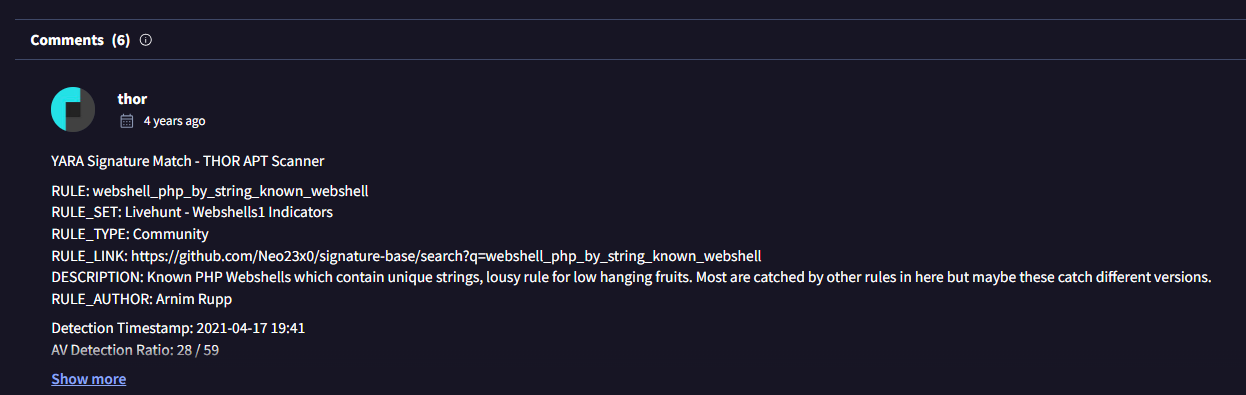 Comments (6)
thor
4 years ago
YARA Signature Match - THOR APT Scanner
RULE: webshell_php_by_string_known_webshell
RULE_SET: Livehunt - Webshells1 Indicators
RULE_TYPE: Community
RULE_LINK: https://github.com/Neo23x0/signature-base/search?q=webshell_php_by_string_known_webshell
DESCRIPTION: Known PHP Webshells which contain unique strings, lousy rule for low hanging fruits. Most are catched by other rules in here but maybe these catch different versions.
RULE_AUTHOR: Arnim Rupp
Detection Timestamp: 2021-04-17 19:41
AV Detection Ratio: 28 / 59
Show more